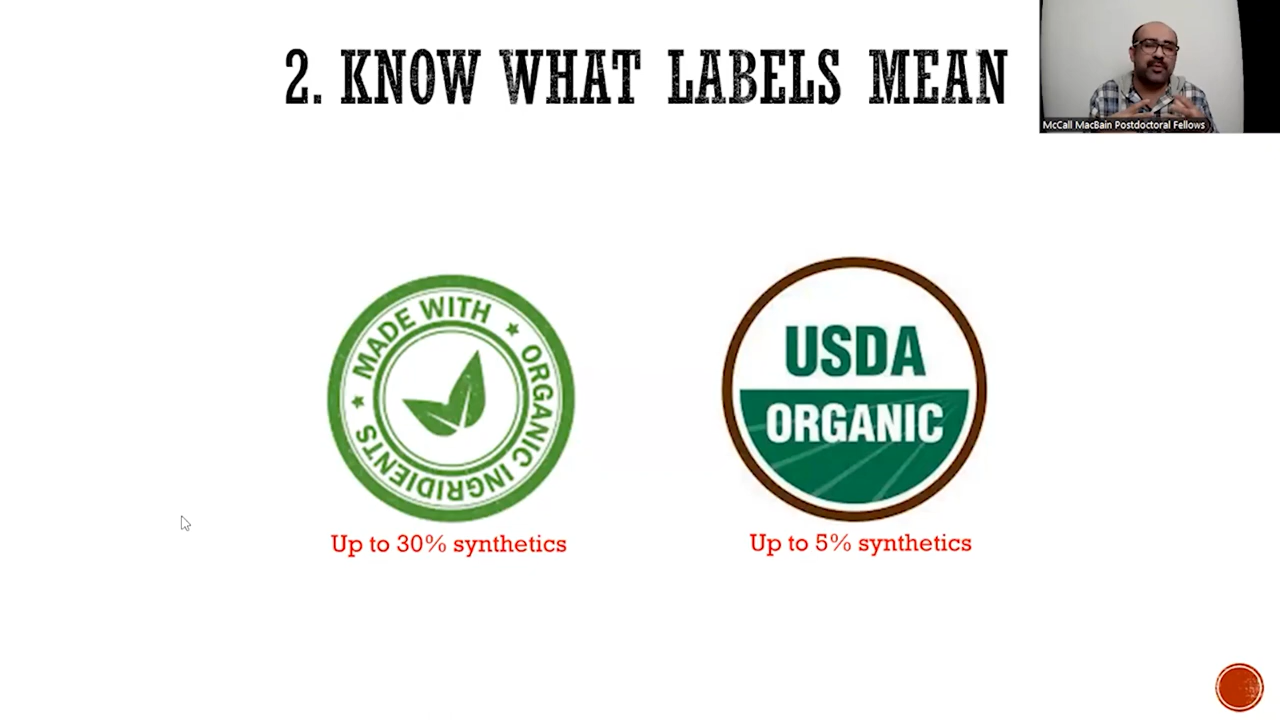 2. KNOW WHAT LABELS MEAN
McCall MacBain Postdoctoral Fellows
MADE WITH
ORGANIC INGRIDIENTS
USDA
ORGANIC
Up to 30% synthetics
Up to 5% synthetics